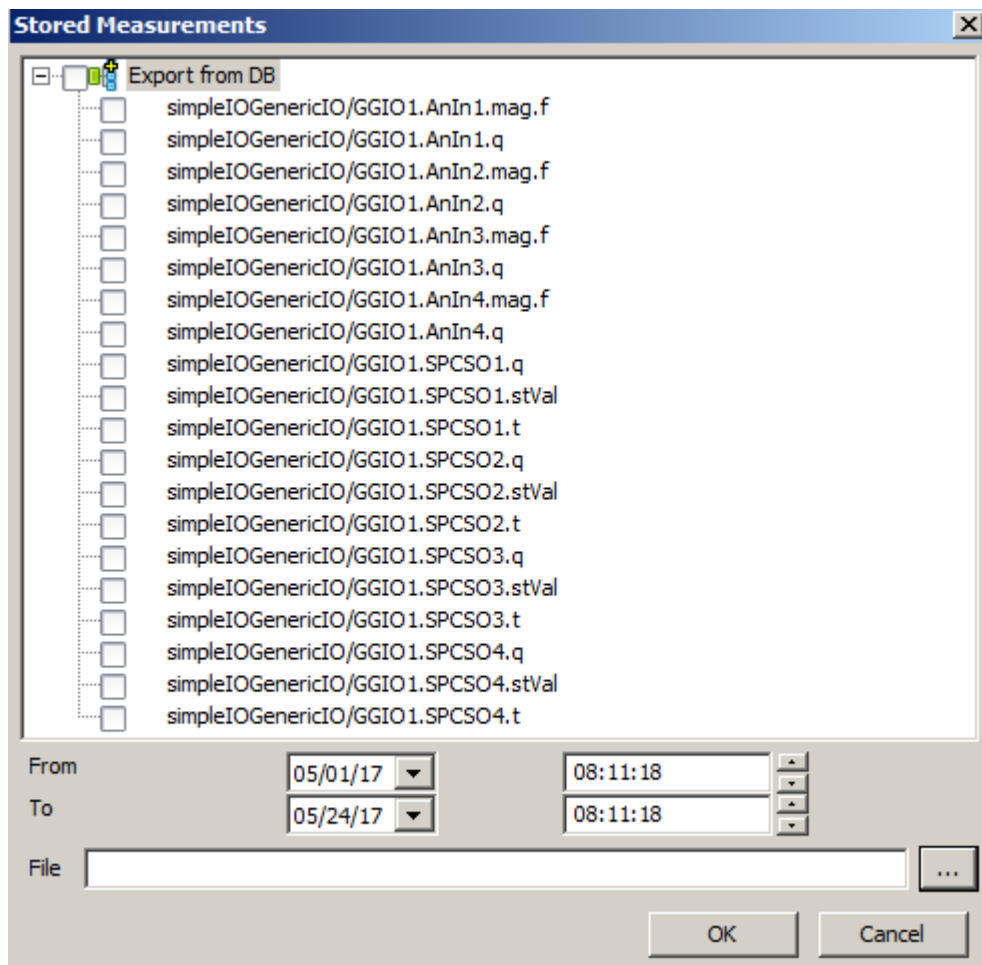 Stored Measurements
Export from DB
simpleIOGenericIO/GGIO1.AnIn1.mag.f
simpleIOGenericIO/GGIO1.AnIn1.q
simpleIOGenericIO/GGIO1.AnIn2.mag.f
simpleIOGenericIO/GGIO1.AnIn2.q
simpleIOGenericIO/GGIO1.AnIn3.mag.f
simpleIOGenericIO/GGIO1.AnIn3.q
simpleIOGenericIO/GGIO1.AnIn4.mag.f
simpleIOGenericIO/GGIO1.AnIn4.q
simpleIOGenericIO/GGIO1.SPCSO1.q
simpleIOGenericIO/GGIO1.SPCSO1.stVal
simpleIOGenericIO/GGIO1.SPCSO1.t
simpleIOGenericIO/GGIO1.SPCSO2.q
simpleIOGenericIO/GGIO1.SPCSO2.stVal
simpleIOGenericIO/GGIO1.SPCSO2.t
simpleIOGenericIO/GGIO1.SPCSO3.q
simpleIOGenericIO/GGIO1.SPCSO3.stVal
simpleIOGenericIO/GGIO1.SPCSO3.t
simpleIOGenericIO/GGIO1.SPCSO4.q
simpleIOGenericIO/GGIO1.SPCSO4.stVal
simpleIOGenericIO/GGIO1.SPCSO4.t
From 05/01/17 08:11:18
To 05/24/17 08:11:18
File ...
OK Cancel